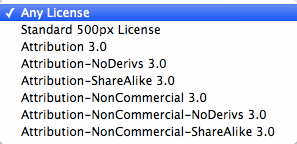 ✓ Any License
Standard 500px License
Attribution 3.0
Attribution-NoDerivs 3.0
Attribution-ShareAlike 3.0
Attribution-NonCommercial 3.0
Attribution-NonCommercial-NoDerivs 3.0
Attribution-NonCommercial-ShareAlike 3.0